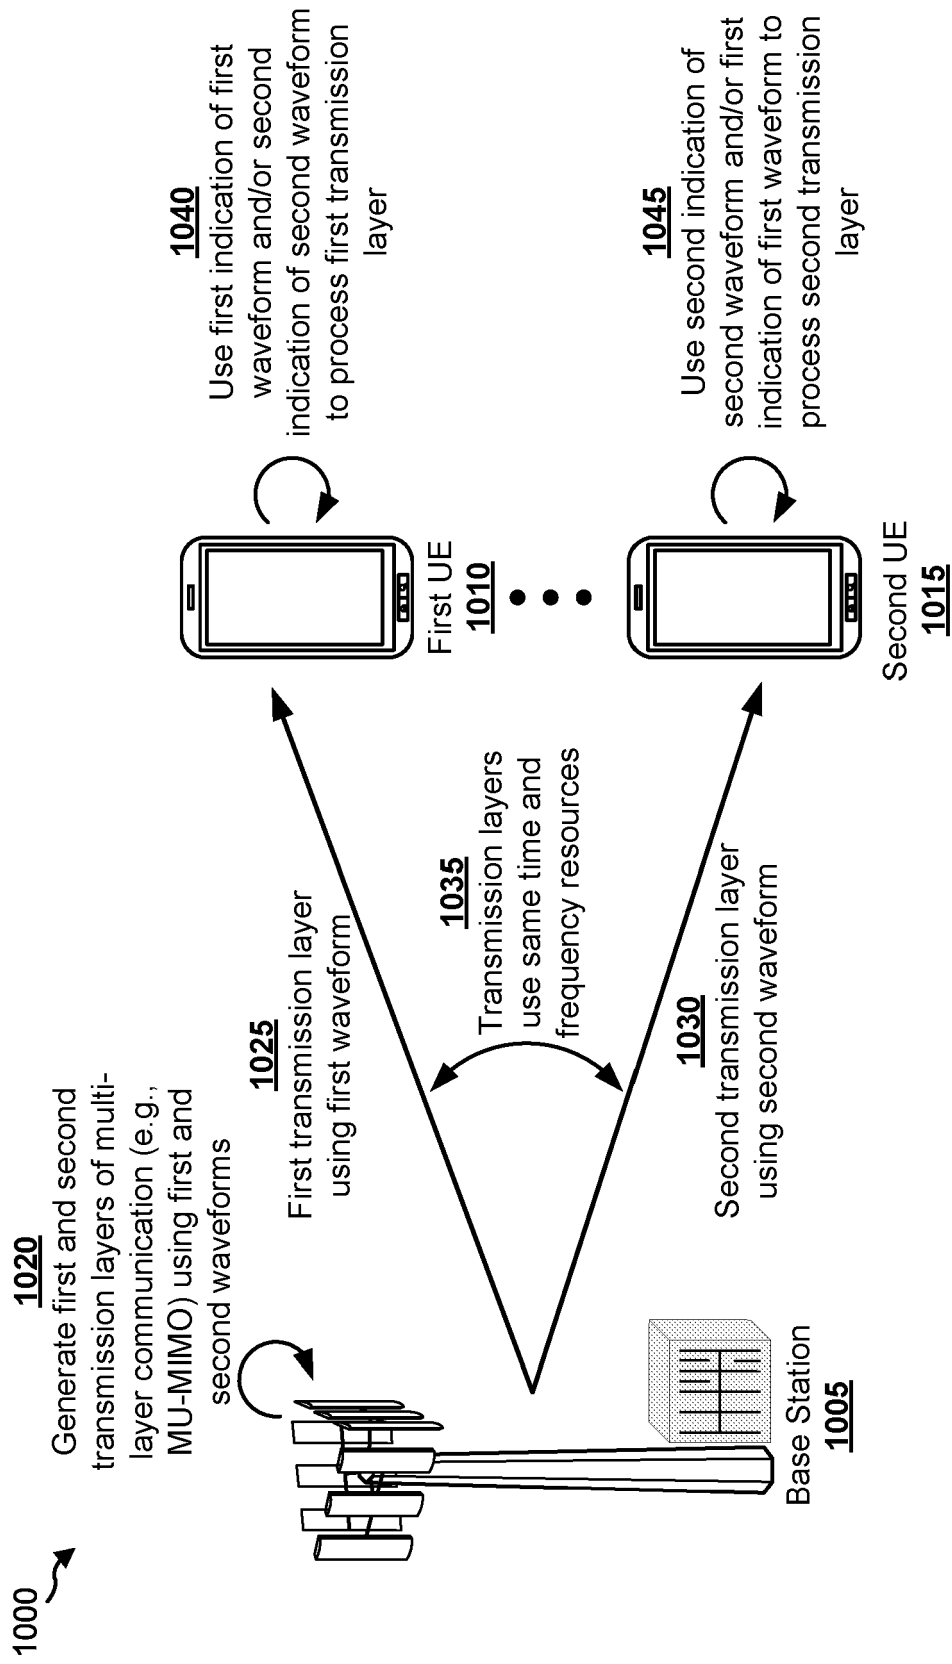 1000
1020
Generate first and second
transmission layers of multi-
layer communication (e.g.,
MU-MIMO) using first and
second waveforms
1025
First transmission layer
using first waveform
1035
Transmission layers
use same time and
frequency resources
1030
Second transmission layer
using second waveform
Base Station
1005
First UE
1010
Second UE
1015
1040
Use first indication of first
waveform and/or second
indication of second waveform
to process first transmission
layer
1045
Use second indication of
second waveform and/or first
indication of first waveform to
process second transmission
layer